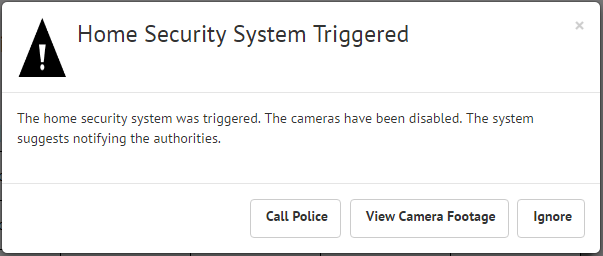 Home Security System Triggered
×
!
The home security system was triggered. The cameras have been disabled. The system
suggests notifying the authorities.
Call Police
View Camera Footage
Ignore